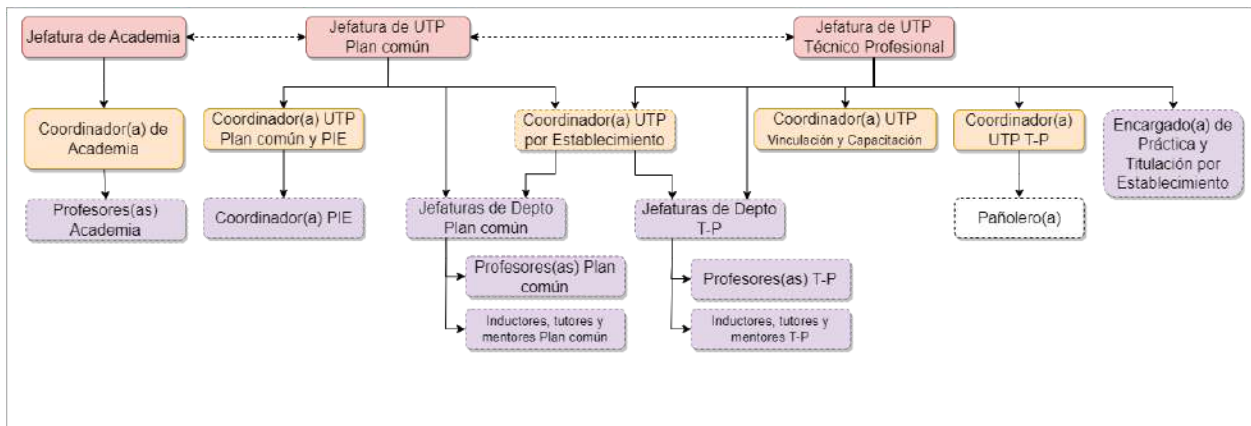 Jefatura de Academia
Jefatura de UTP
Plan común
Jefatura de UTP
Técnico Profesional
Coordinador(a) de
Academia
Coordinador(a) UTP
Plan común y PIE
Coordinador(a) UTP
por Establecimiento
Coordinador(a) UTP
Vinculación y Capacitación
Coordinador(a)
UTP T-P
Encargado(a) de
Práctica y
Titulación por
Establecimiento
Profesores(as)
Academia
Coordinador(a) PIE
Jefaturas de Depto
Plan común
Jefaturas de Depto
T-P
Pañolero(a)
Profesores(as) Plan
común
Profesores(as) T-P
Inductores, tutores y
mentores Plan común
Inductores, tutores y
mentores T-P